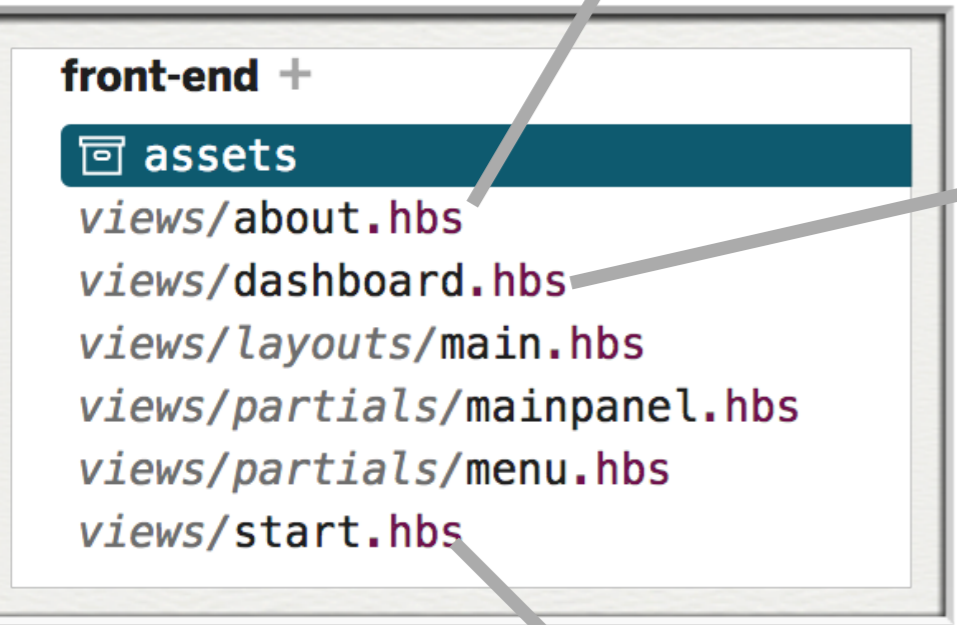 front-end +
assets
views/about.hbs
views/dashboard.hbs
views/layouts/main.hbs
views/partials/mainpanel.hbs
views/partials/menu.hbs
views/start.hbs